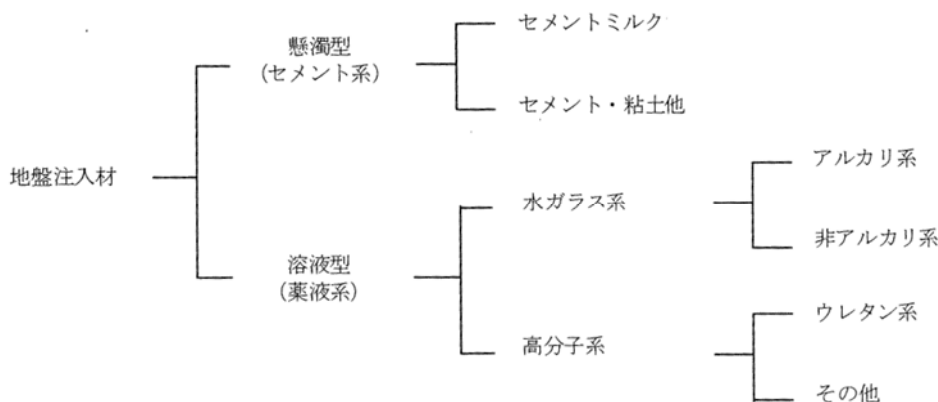 地盤注入材
懸濁型
(セメント系)
セメントミルク
セメント・粘土他
溶液型
(薬液系)
水ガラス系
アルカリ系
非アルカリ系
高分子系
ウレタン系
その他